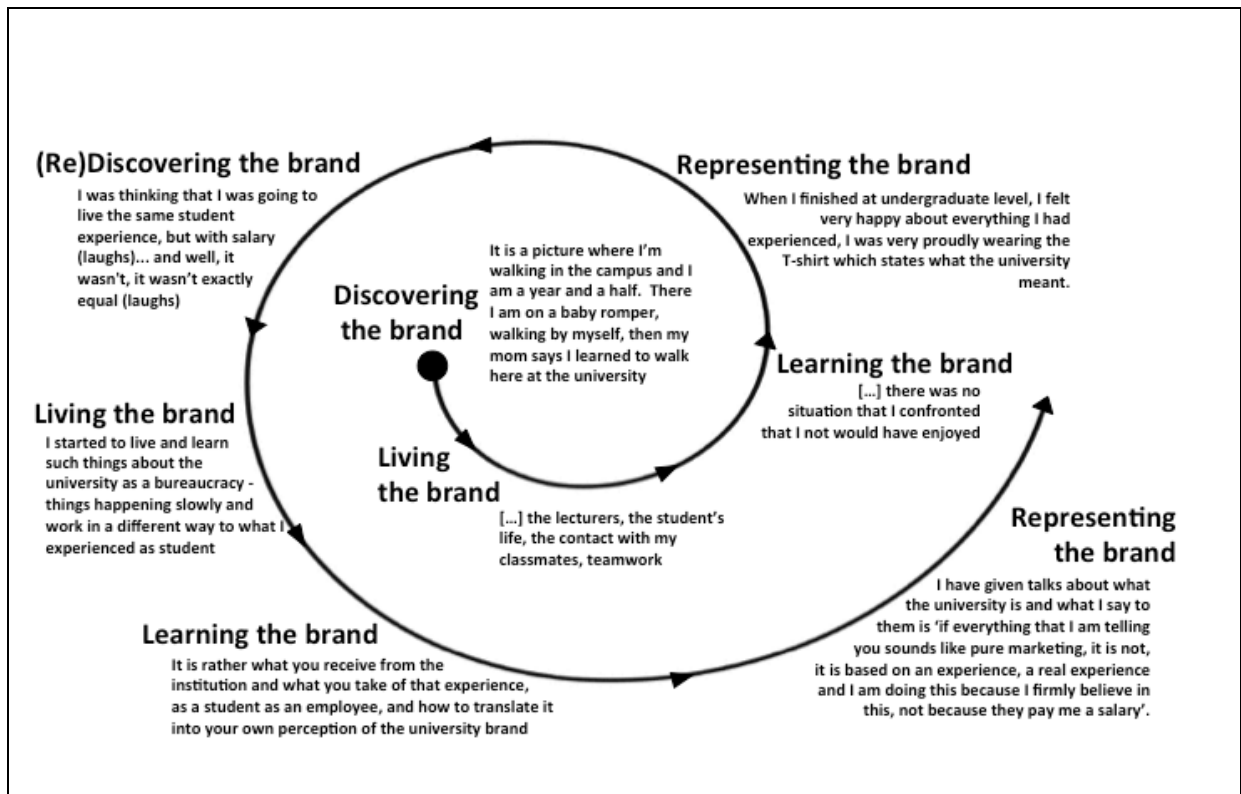 Discovering
the brand
It is a picture where I'm
walking in the campus and I
am a year and a half.  There
I am on a baby romper,
walking by myself, then my
mom says I learned to walk
here at the university
Living
the brand
[...] the lecturers, the student's
life, the contact with my
classmates, teamwork
Learning the brand
[...] there was no
situation that I confronted
that I not would have enjoyed
Representing the brand
When I finished at undergraduate level, I felt
very happy about everything I had
experienced, I was very proudly wearing the
T-shirt which states what the university
meant.
(Re)Discovering the brand
I was thinking that I was going to
live the same student
experience, but with salary
(laughs)... and well, it
wasn't, it wasn't exactly
equal (laughs)
Living the brand
I started to live and learn
such things about the
university as a bureaucracy -
things happening slowly and
work in a different way to what I
experienced as student
Learning the brand
It is rather what you receive from the
institution and what you take of that experience,
as a student as an employee, and how to translate it
into your own perception of the university brand
Representing
the brand
I have given talks about what
the university is and what I say to
them is 'if everything that I am telling
you sounds like pure marketing, it is not,
it is based on an experience, a real experience
and I am doing this because I firmly believe in
this, not because they pay me a salary'.